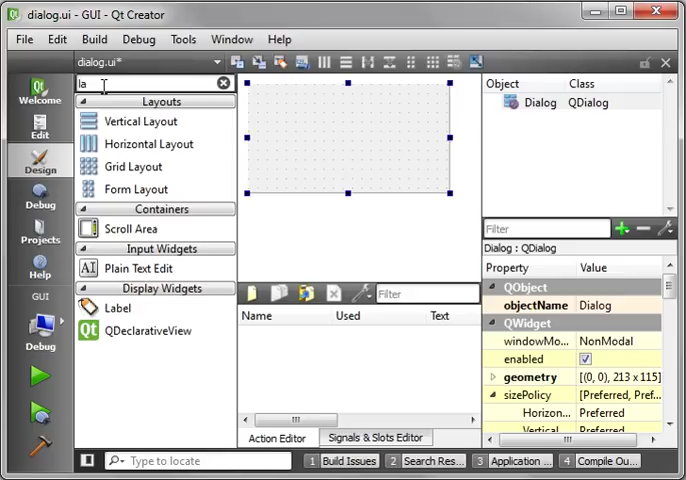 dialog.ui - GUI - Qt Creator
File Edit Build Debug Tools Window Help
dialog.ui*
Welcome
Edit
Design
Debug
Projects
Help
GUI
Debug
la
Layouts
Vertical Layout
Horizontal Layout
Grid Layout
Form Layout
Containers
Scroll Area
Input Widgets
AI Plain Text Edit
Display Widgets
Label
Qt QDeclarativeView
Filter
Name Used Text
Action Editor Signals & Slots Editor
Object Class
Dialog QDialog
Filter
Dialog : QDialog
Property Value
QObject
objectName Dialog
QWidget
windowMo... NonModal
enabled
geometry [(0, 0), 213 x 115]
sizePolicy [Preferred, Pref...
Horizon... Preferred
Vertical Preferred
Type to locate
1 Build Issues 2 Search Res... 3 Application ... 4 Compile Ou...